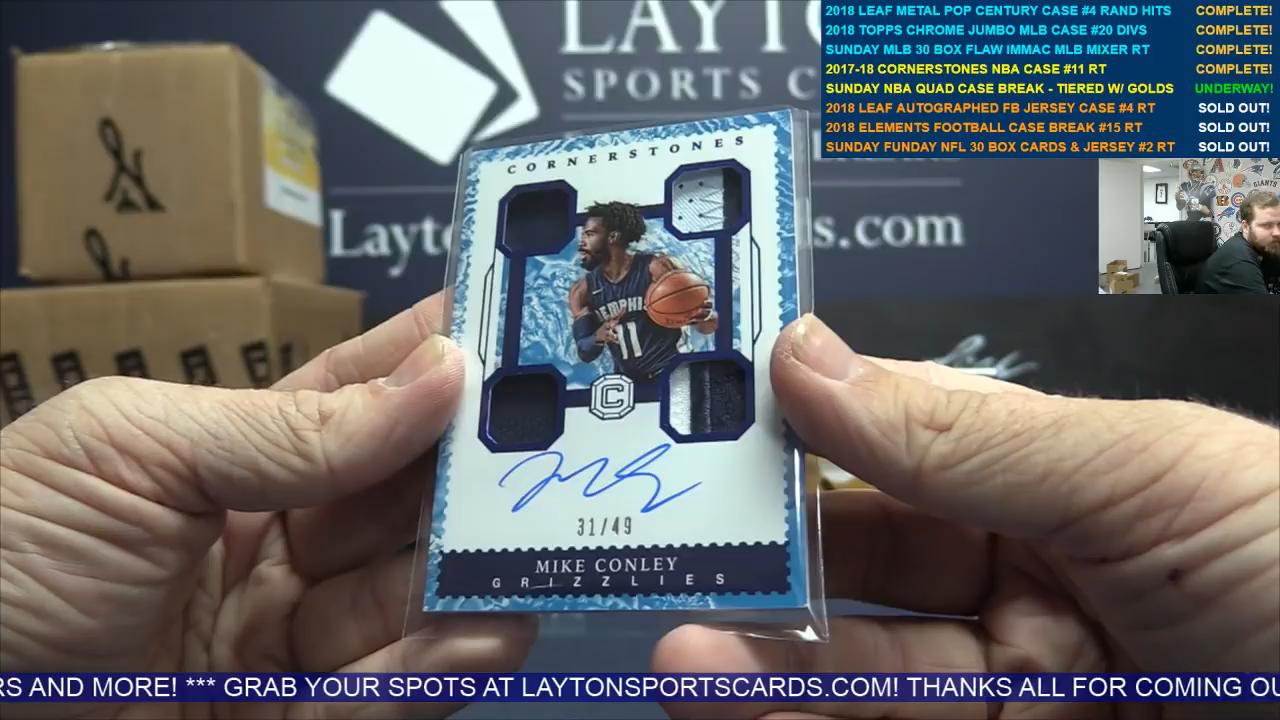 2018 LEAF METAL POP CENTURY CASE #4 RAND HITS COMPLETE!
2018 TOPPS CHROME JUMBO MLB CASE #20 DIVS COMPLETE!
SUNDAY MLB 30 BOX FLAW IMMAC MLB MIXER RT COMPLETE!
2017-18 CORNERSTONES NBA CASE #11 RT COMPLETE!
SUNDAY NBA QUAD CASE BREAK - TIERED W/ GOLDS UNDERWAY!
2018 LEAF AUTOGRAPHED FB JERSEY CASE #4 RT SOLD OUT!
2018 ELEMENTS FOOTBALL CASE BREAK #15 RT SOLD OUT!
SUNDAY FUNDAY NFL 30 BOX CARDS & JERSEY #2 RT SOLD OUT!
LAYTON
SPORTS C
Layto s.com
GIANTS
CORNERSTONES
MEMPHIS
11
C
31/49
MIKE CONLEY
GRIZZLIES
RS AND MORE! *** GRAB YOUR SPOTS AT LAYTONSPORTSCARDS.COM! THANKS ALL FOR COMING OU